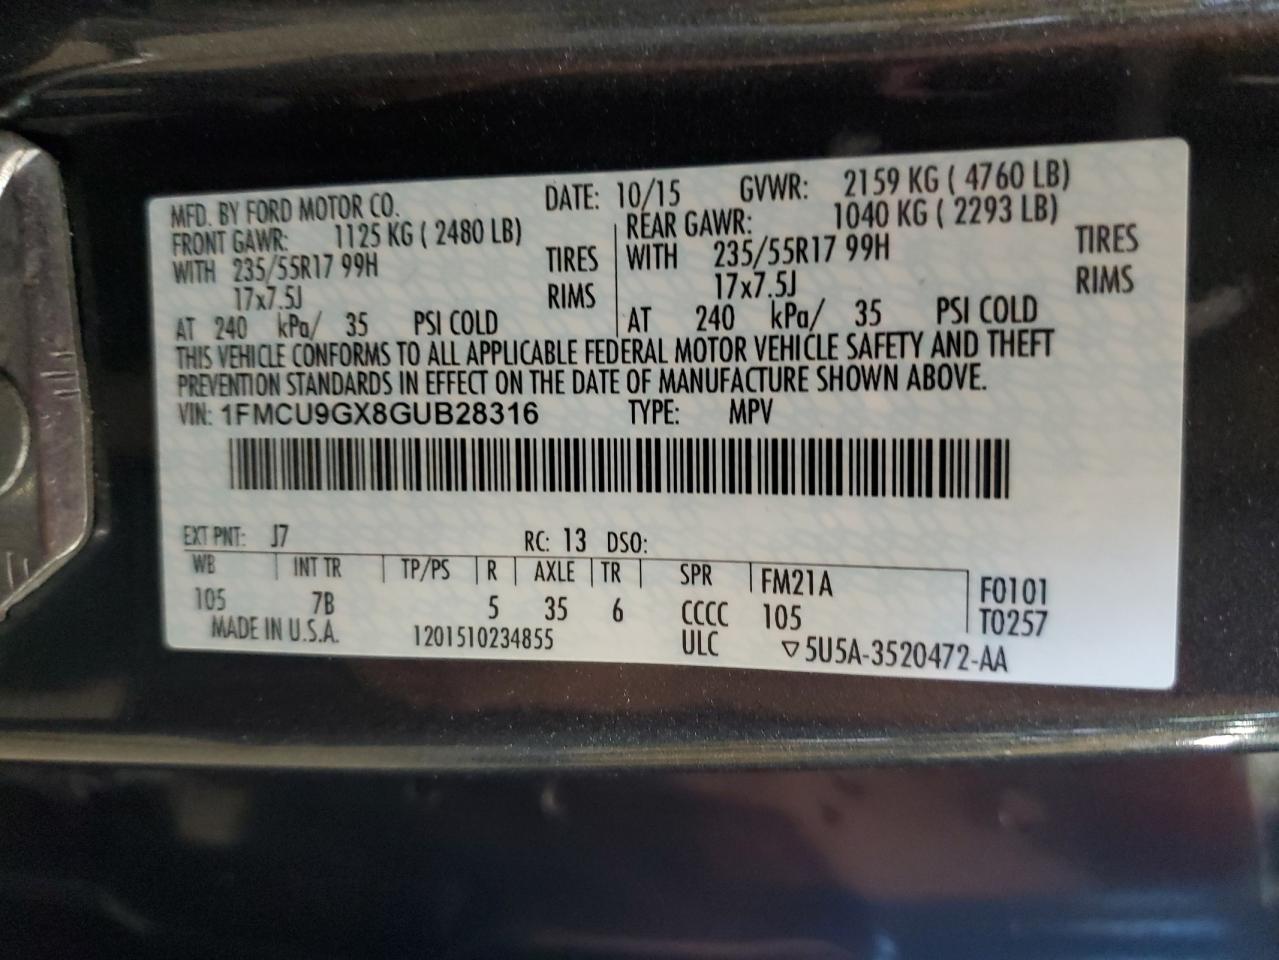 MFD. BY FORD MOTOR CO. DATE: 10/15 GVWR: 2159 KG ( 4760 LB)
FRONT GAWR: 1125 KG ( 2480 LB) REAR GAWR: 1040 KG ( 2293 LB)
WITH 235/55R17 99H TIRES WITH 235/55R17 99H TIRES
17x7.5J RIMS 17x7.5J RIMS
AT 240 kPa/ 35 PSI COLD AT 240 kPa/ 35 PSI COLD
THIS VEHICLE CONFORMS TO ALL APPLICABLE FEDERAL MOTOR VEHICLE SAFETY AND THEFT
PREVENTION STANDARDS IN EFFECT ON THE DATE OF MANUFACTURE SHOWN ABOVE.
VIN: 1FMCU9GX8GUB28316 TYPE: MPV
EXT PNT: J7 RC: 13 DSO:
WB INT TR TP/PS R AXLE TR SPR FM21A F0101
105 7B 5 35 6 CCCC 105 T0257
MADE IN U.S.A. 1201510234855 ULC ▽5U5A-3520472-AA